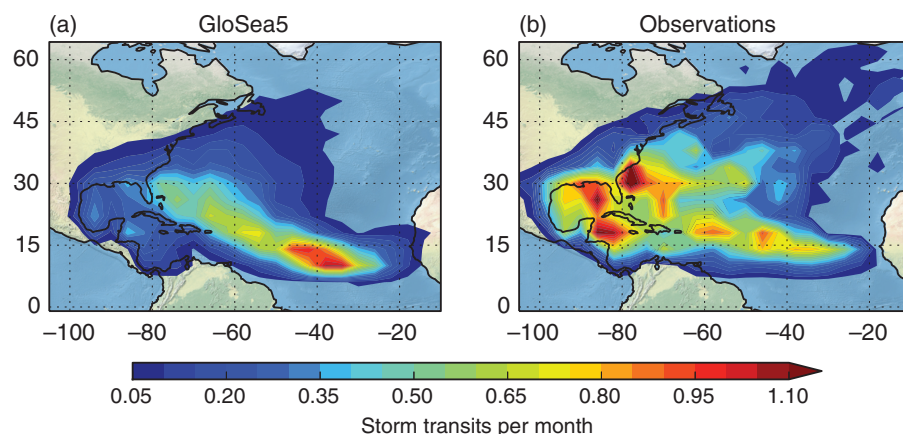 (a) GloSea5 (b) Observations
60 60
45 45
30 30
15 15
0 0
−100 −80 −60 −40 −20 −100 −80 −60 −40 −20
0.05 0.20 0.35 0.50 0.65 0.80 0.95 1.10
Storm transits per month